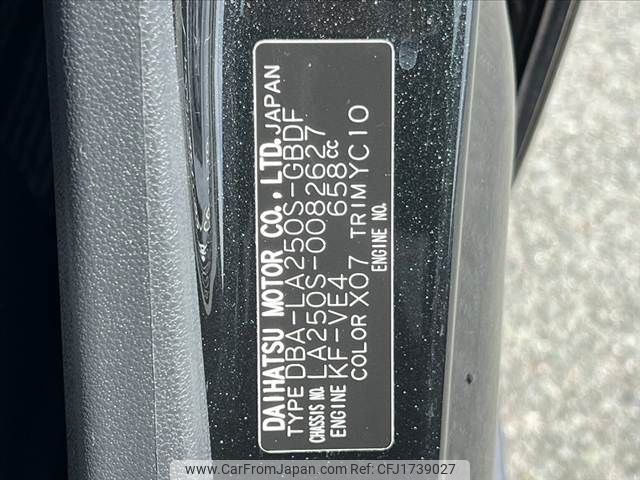 DAIHATSU MOTOR CO., LTD. JAPAN
TYPE DBA-LA250S-GBDF
CHASSIS NO. LA250S-0082627
ENGINE KF-VE4 658cc
COLOR X07 TRIM YC10
ENGINE NO.
© CarFromJapan.com - Ref: CFJ1739027